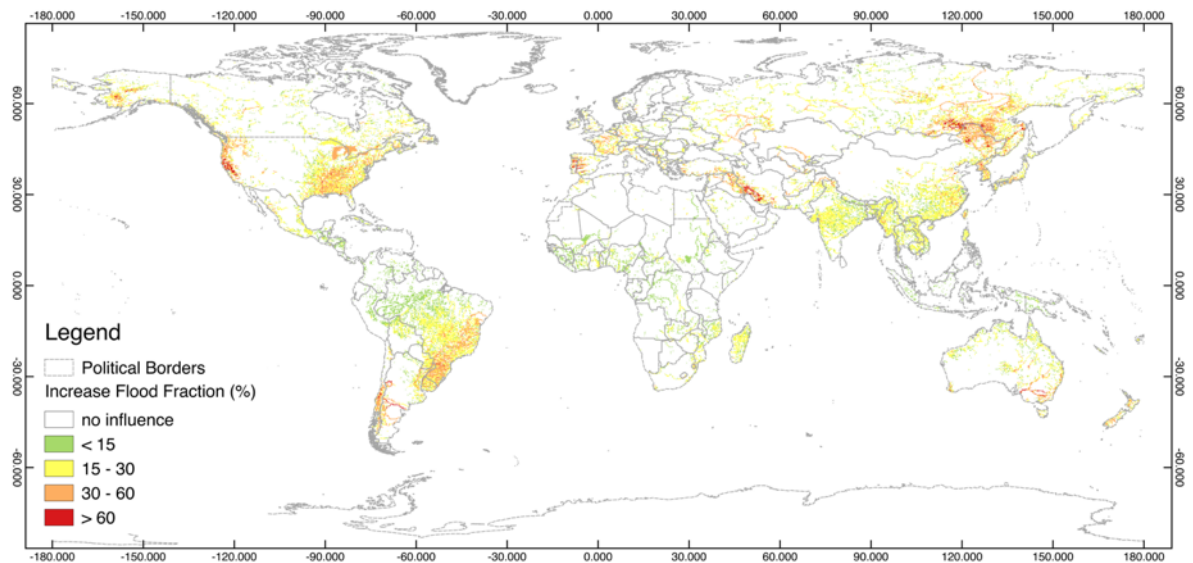 -180.000 -150.000 -120.000 -90.000 -60.000 -30.000 0.000 30.000 60.000 90.000 120.000 150.000 180.000
60.000 60.000
30.000 30.000
0.000 0.000
-30.000 -30.000
-60.000 -60.000
Legend
Political Borders
Increase Flood Fraction (%)
no influence
< 15
15 - 30
30 - 60
> 60
-180.000 -150.000 -120.000 -90.000 -60.000 -30.000 0.000 30.000 60.000 90.000 120.000 150.000 180.000